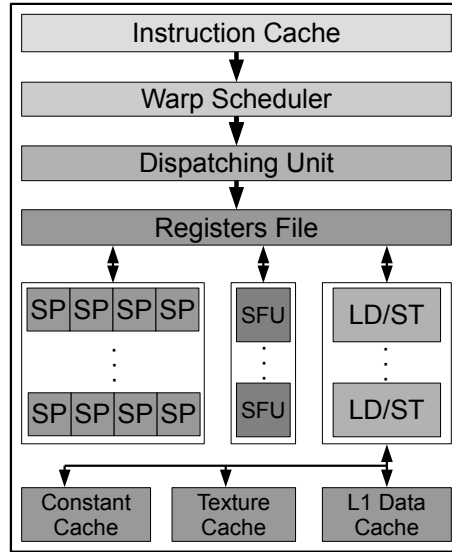 Instruction Cache
Warp Scheduler
Dispatching Unit
Registers File
SP SP SP SP
SFU
LD/ST
SP SP SP SP
SFU
LD/ST
Constant
Cache
Texture
Cache
L1 Data
Cache